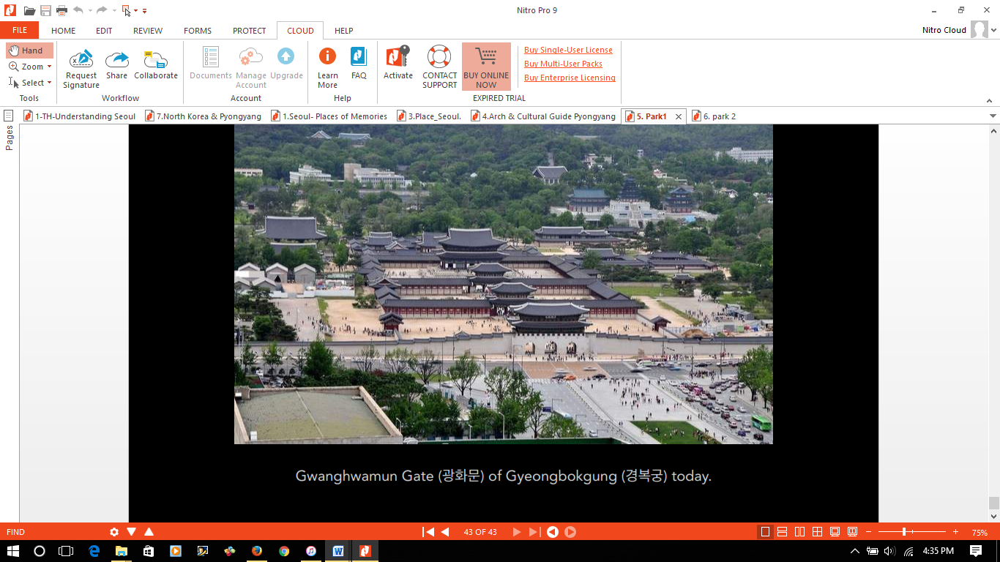 Nitro Pro 9
FILE HOME EDIT REVIEW FORMS PROTECT CLOUD HELP
Nitro Cloud
Hand
Zoom
Select
Tools
Request Signature
Share
Collaborate
Workflow
Documents
Manage Account
Upgrade
Account
Learn More
FAQ
Help
Activate
CONTACT SUPPORT
BUY ONLINE NOW
Buy Single-User License
Buy Multi-User Packs
Buy Enterprise Licensing
EXPIRED TRIAL
1-TH-Understanding Seoul
7.North Korea & Pyongyang
1.Seoul- Places of Memories
3.Place_Seoul.
4.Arch & Cultural Guide Pyongyang
5. Park1
6. park 2
Pages
Gwanghwamun Gate (광화문) of Gyeongbokgung (경복궁) today.
FIND
43 OF 43
75%
4:35 PM